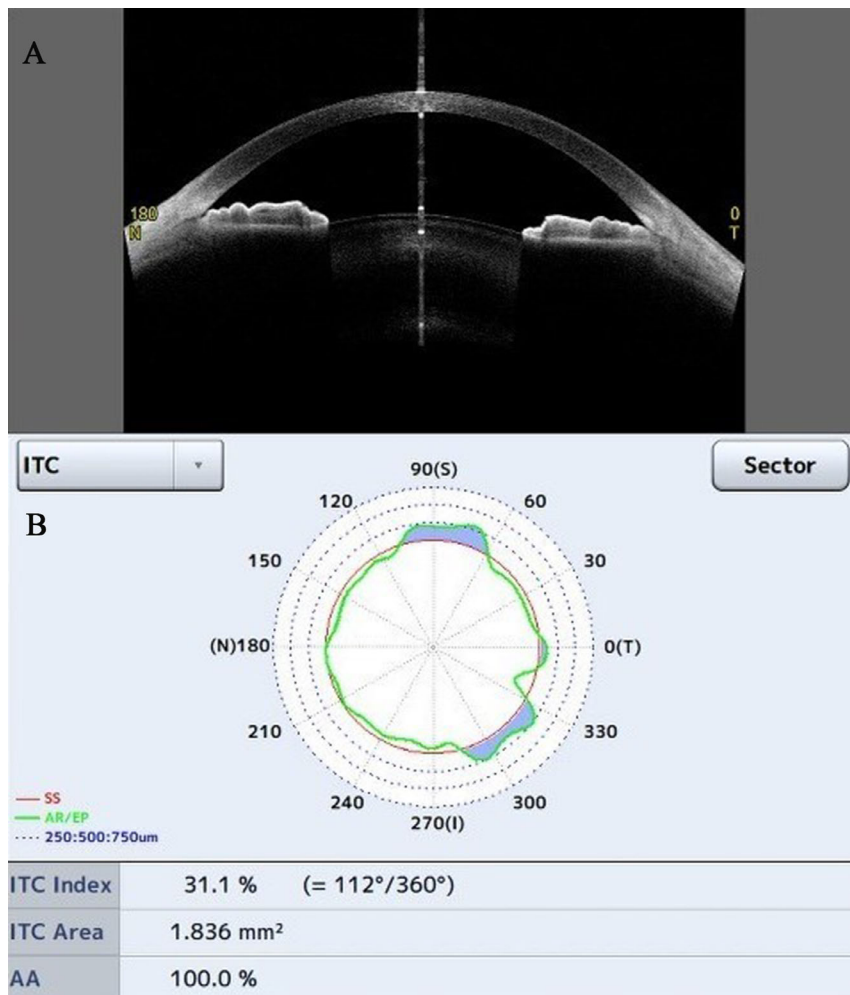 A
180
N
0
T
ITC
Sector
B
90(S)
120
60
150
30
(N)180
0(T)
210
330
240
300
270(I)
SS
AR/EP
250:500:750um
ITC Index 31.1 % (= 112°/360°)
ITC Area 1.836 mm²
AA 100.0 %